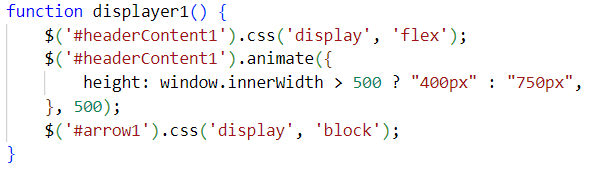 function displayer1() {
    $('#headerContent1').css('display', 'flex');
    $('#headerContent1').animate({
        height: window.innerWidth > 500 ? "400px" : "750px",
    }, 500);
    $('#arrow1').css('display', 'block');
}